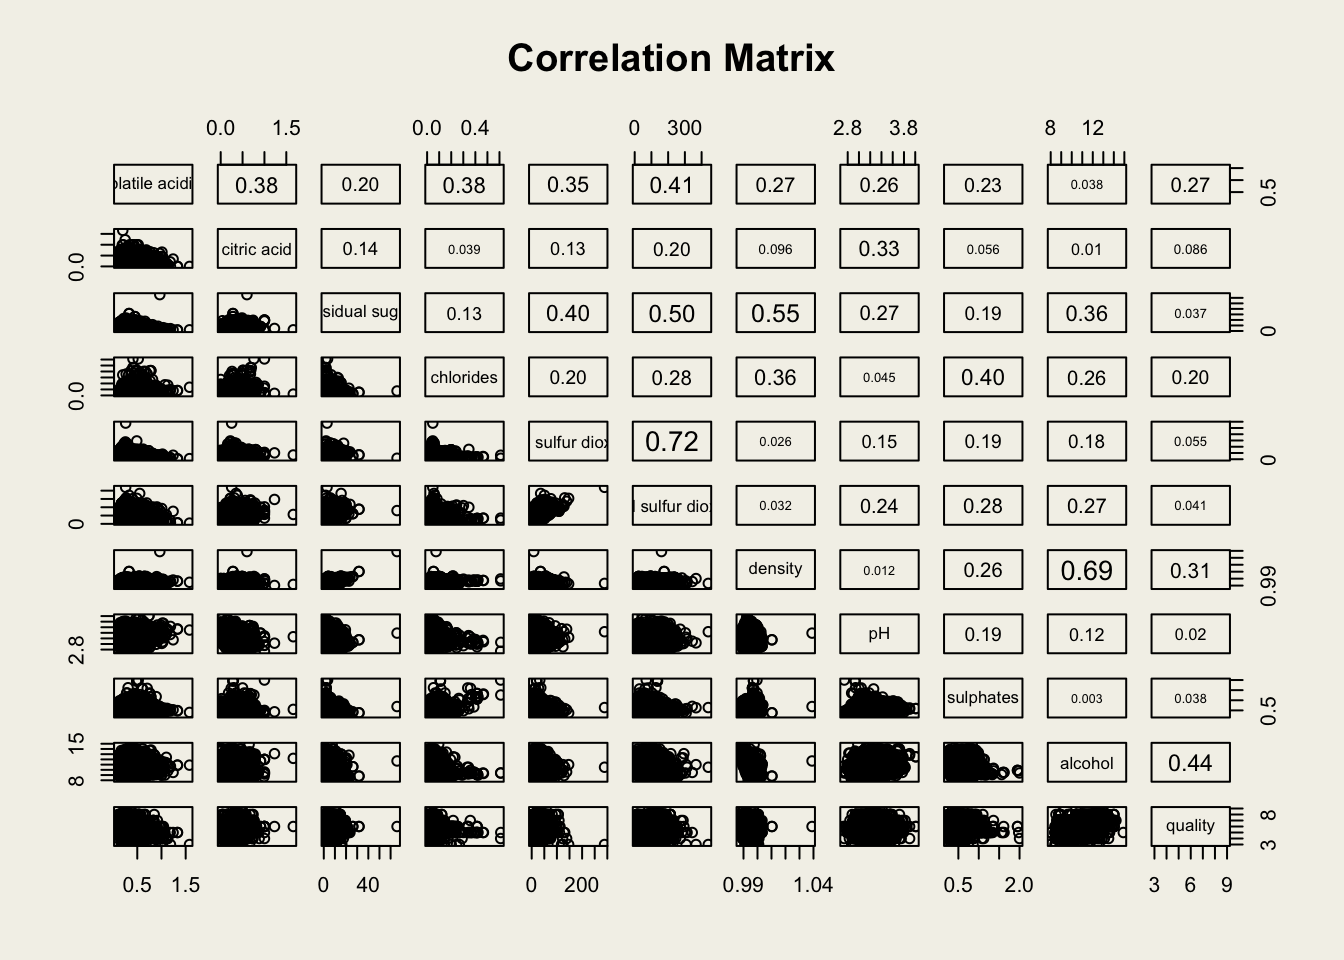 Correlation Matrix
0.0 1.5 0.0 0.4 0 300 2.8 3.8 8 12
olatile acidi 0.38 0.20 0.38 0.35 0.41 0.27 0.26 0.23 0.038 0.27 0.5
0.0 citric acid 0.14 0.039 0.13 0.20 0.096 0.33 0.056 0.01 0.086
sidual sug 0.13 0.40 0.50 0.55 0.27 0.19 0.36 0.037 0
0.0 chlorides 0.20 0.28 0.36 0.045 0.40 0.26 0.20
sulfur diox 0.72 0.026 0.15 0.19 0.18 0.055 0
0 l sulfur diox 0.032 0.24 0.28 0.27 0.041
density 0.012 0.26 0.69 0.31 0.99
2.8 pH 0.19 0.12 0.02
sulphates 0.003 0.038 0.5
8 15 alcohol 0.44
quality 3 8
0.5 1.5 0 40 0 200 0.99 1.04 0.5 2.0 3 6 9